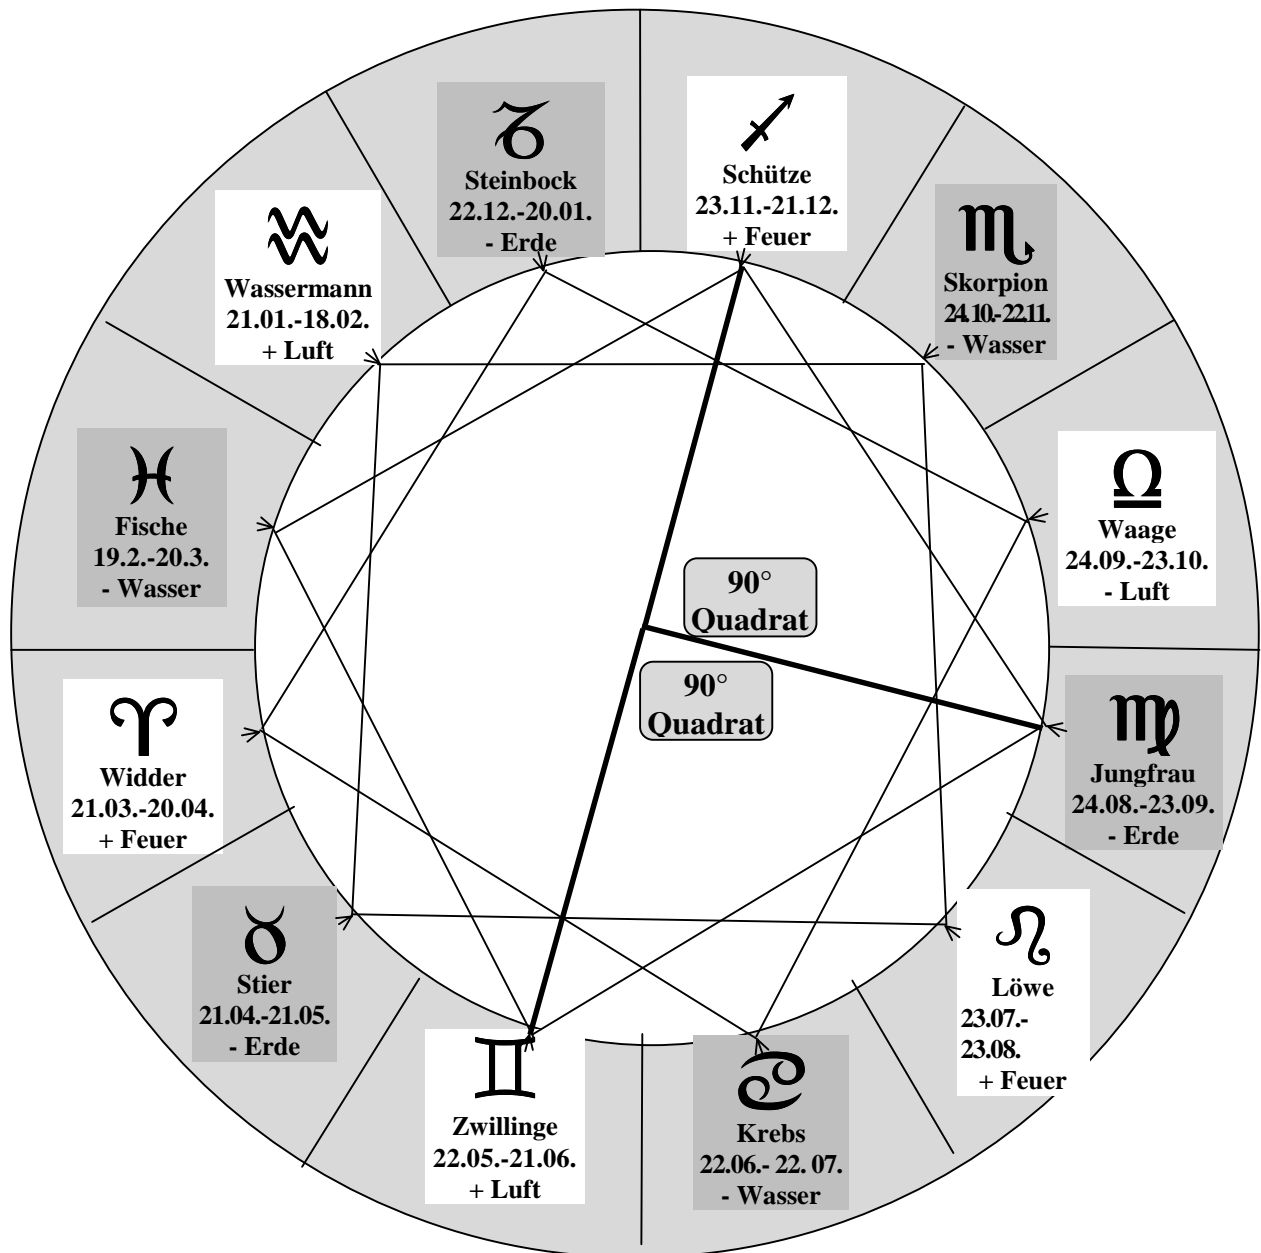 Steinbock
22.12.-20.01.
- Erde
Schütze
23.11.-21.12.
+ Feuer
Wassermann
21.01.-18.02.
+ Luft
Skorpion
24.10.-22.11.
- Wasser
Fische
19.2.-20.3.
- Wasser
Waage
24.09.-23.10.
- Luft
90°
Quadrat
90°
Quadrat
Widder
21.03.-20.04.
+ Feuer
Jungfrau
24.08.-23.09.
- Erde
Stier
21.04.-21.05.
- Erde
Löwe
23.07.-
23.08.
+ Feuer
Zwillinge
22.05.-21.06.
+ Luft
Krebs
22.06.- 22. 07.
- Wasser